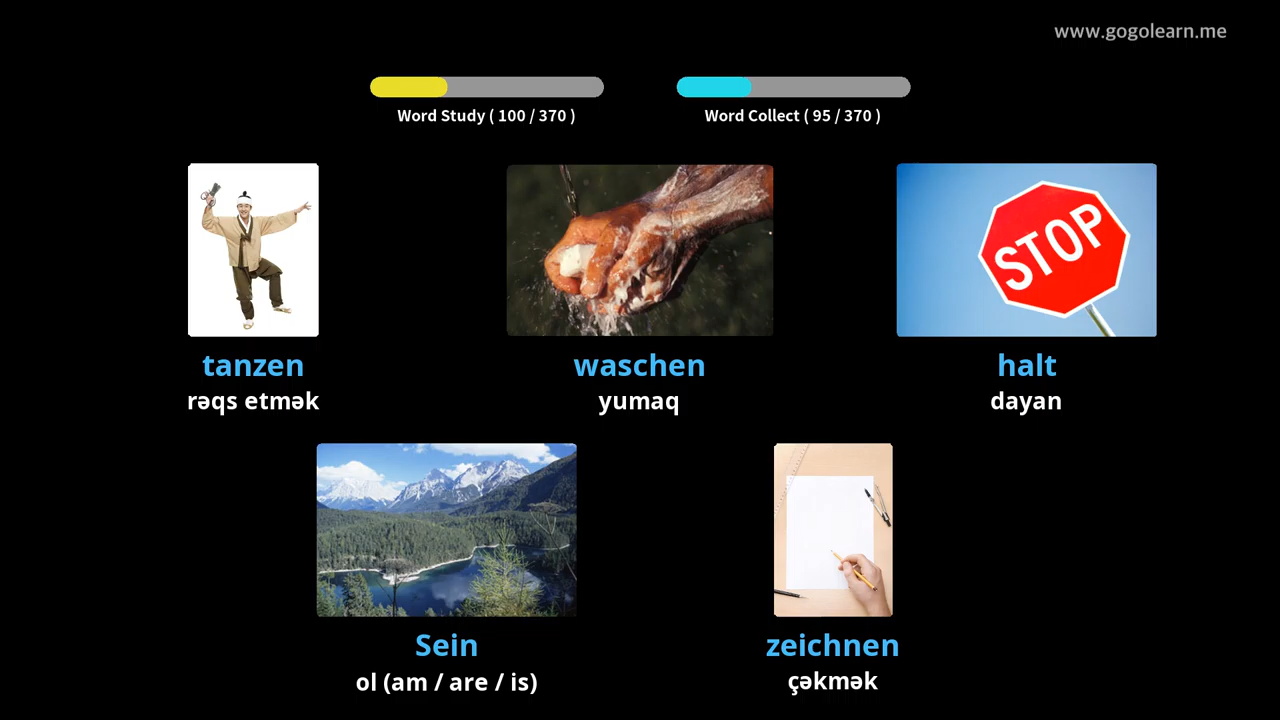 www.gogolearn.me
Word Study ( 100 / 370 )
Word Collect ( 95 / 370 )
STOP
tanzen
rəqs etmək
waschen
yumaq
halt
dayan
Sein
ol (am / are / is)
zeichnen
çəkmək